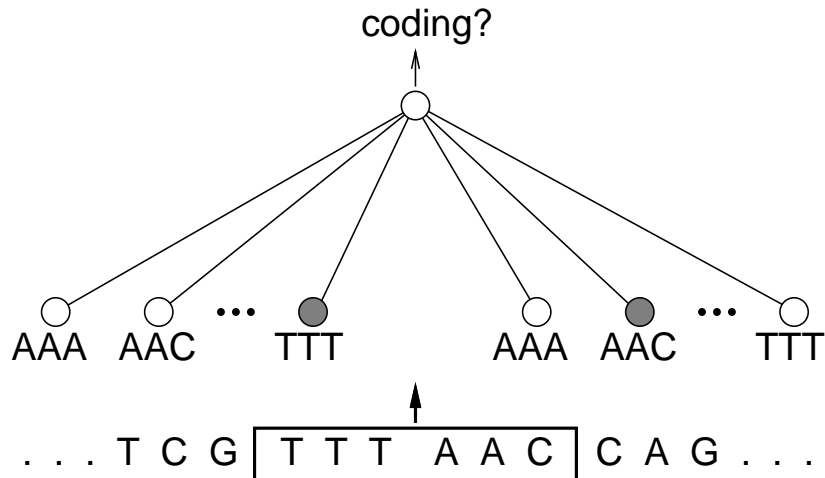 coding?
AAA AAC ••• TTT AAA AAC ••• TTT
. . . T C G T T T A A C C A G . . .